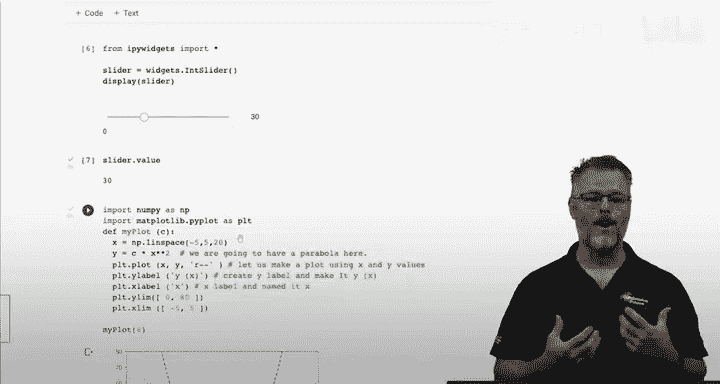 + Code + Text
[6] from ipywidgets import *
slider = widgets.IntSlider()
display(slider)
30
0
[7] slider.value
30
import numpy as np
import matplotlib.pyplot as plt
def myPlot (c):
x = np.linspace(-5,5,20)
y = c * x**2 # we are going to have a parabola here.
plt.plot (x, y, 'r--' ) # let us make a plot using x and y values
plt.ylabel ('y (x)') # create y label and make It y (x)
plt.xlabel ('x') # x label and named it x
plt.ylim([ 0, 80 ])
plt.xlim ([ -5, 5 ])